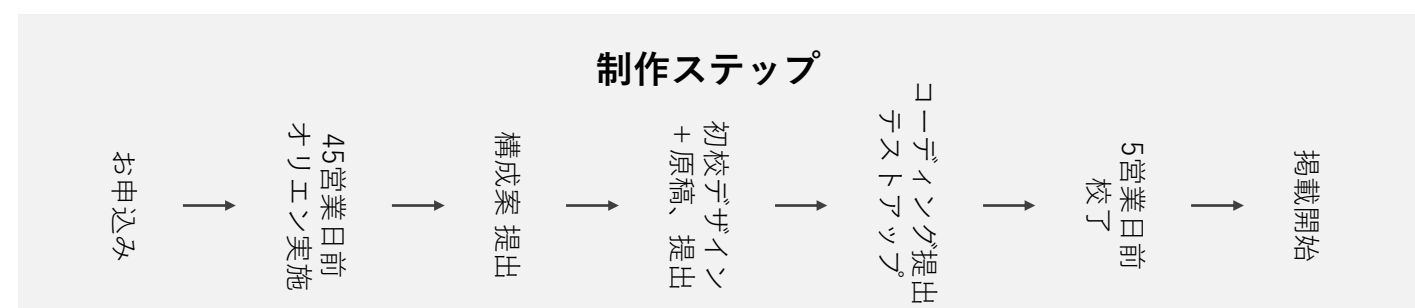 制作ステップ
お申込み
45営業日前
オリエン実施
構成案 提出
初校デザイン
+原稿、提出
コーディング提出
テストアップ
5営業日前
校了
掲載開始